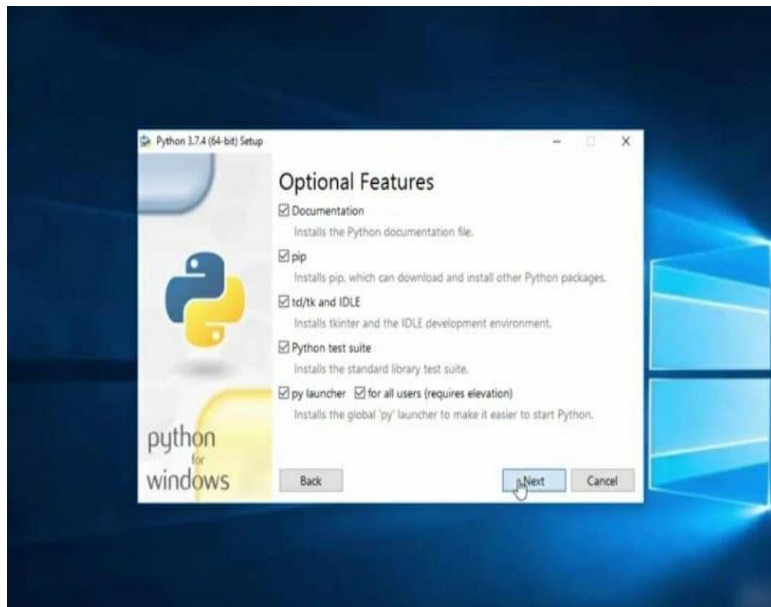 Python 3.7.4 (64-bit) Setup
Optional Features
Documentation
Installs the Python documentation file.
pip
Installs pip, which can download and install other Python packages.
tcl/tk and IDLE
Installs tkinter and the IDLE development environment.
Python test suite
Installs the standard library test suite.
py launcher for all users (requires elevation)
Installs the global 'py' launcher to make it easier to start Python.
python
for
windows
Back Next Cancel